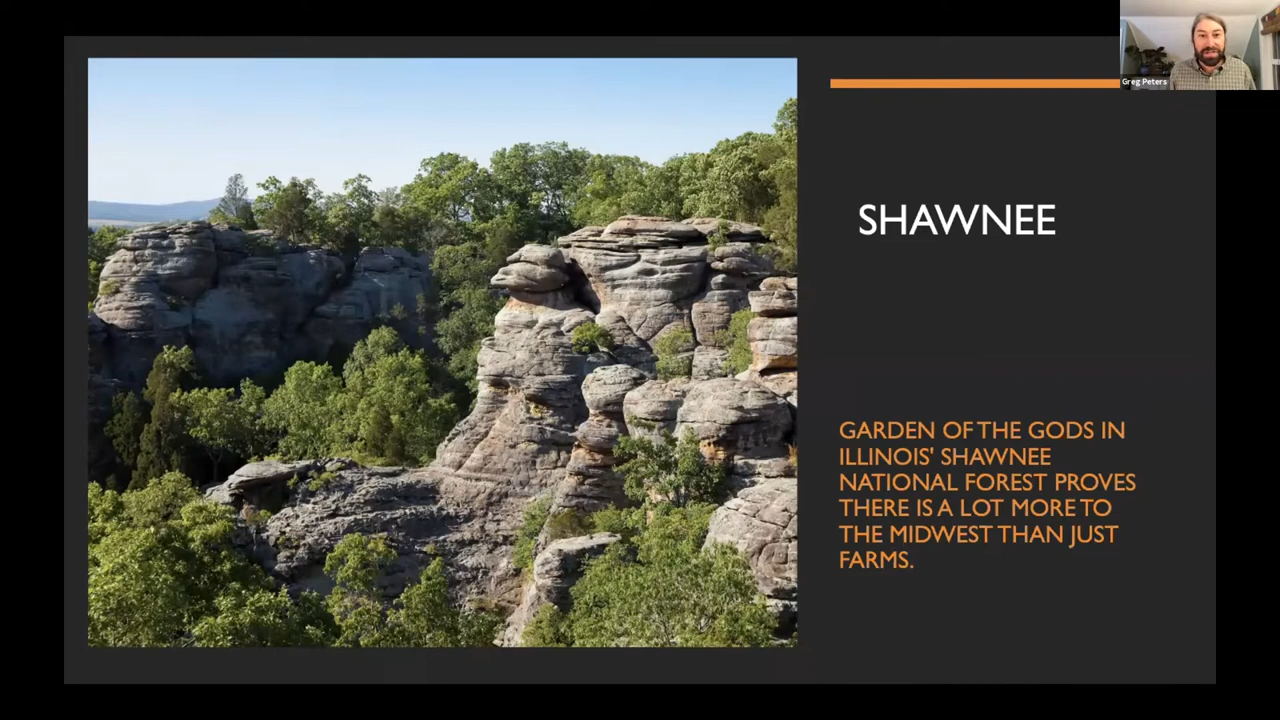 Greg Peters
SHAWNEE
GARDEN OF THE GODS IN
ILLINOIS' SHAWNEE
NATIONAL FOREST PROVES
THERE IS A LOT MORE TO
THE MIDWEST THAN JUST
FARMS.